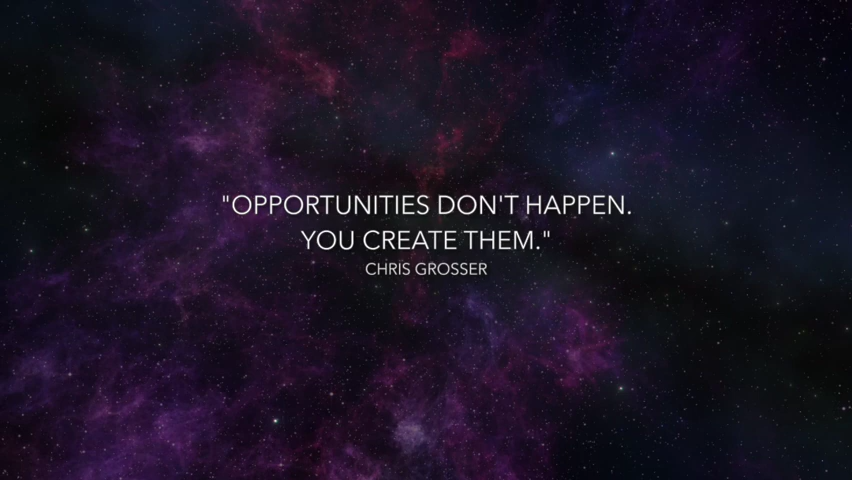 "OPPORTUNITIES DON'T HAPPEN.
YOU CREATE THEM."
CHRIS GROSSER